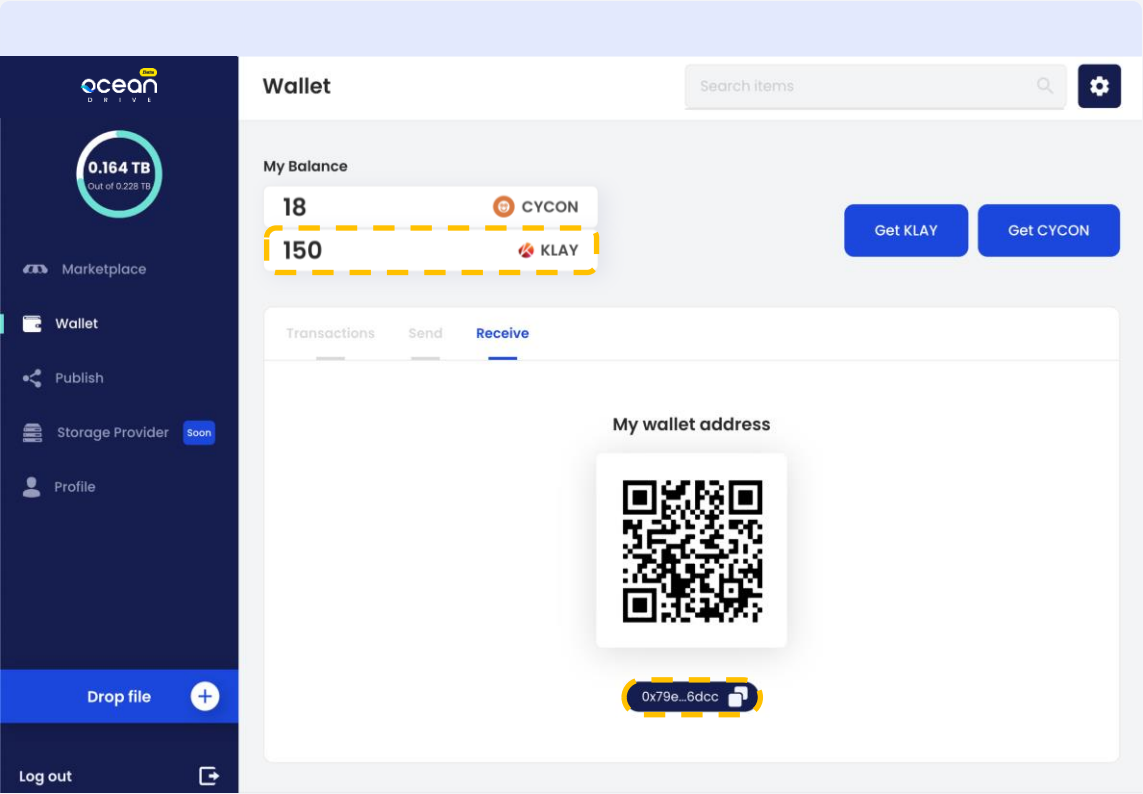 ocean
Beta
DRIVE
Wallet
Search items
0.164 TB
Out of 0.228 TB
My Balance
18 CYCON
150 KLAY
Get KLAY
Get CYCON
Marketplace
Wallet
Publish
Storage Provider Soon
Profile
Transactions Send Receive
My wallet address
0x79e...6dcc
Drop file
Log out